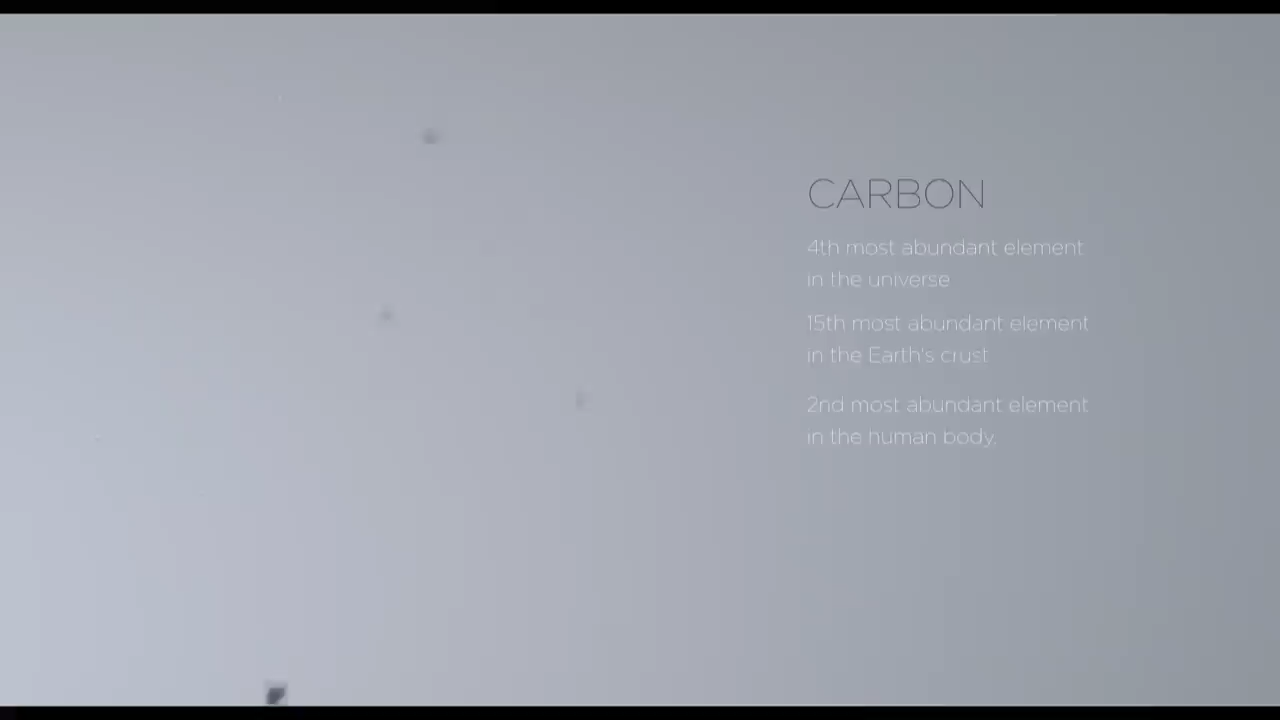 CARBON
4th most abundant element
in the universe
15th most abundant element
in the Earth's crust
2nd most abundant element
in the human body.